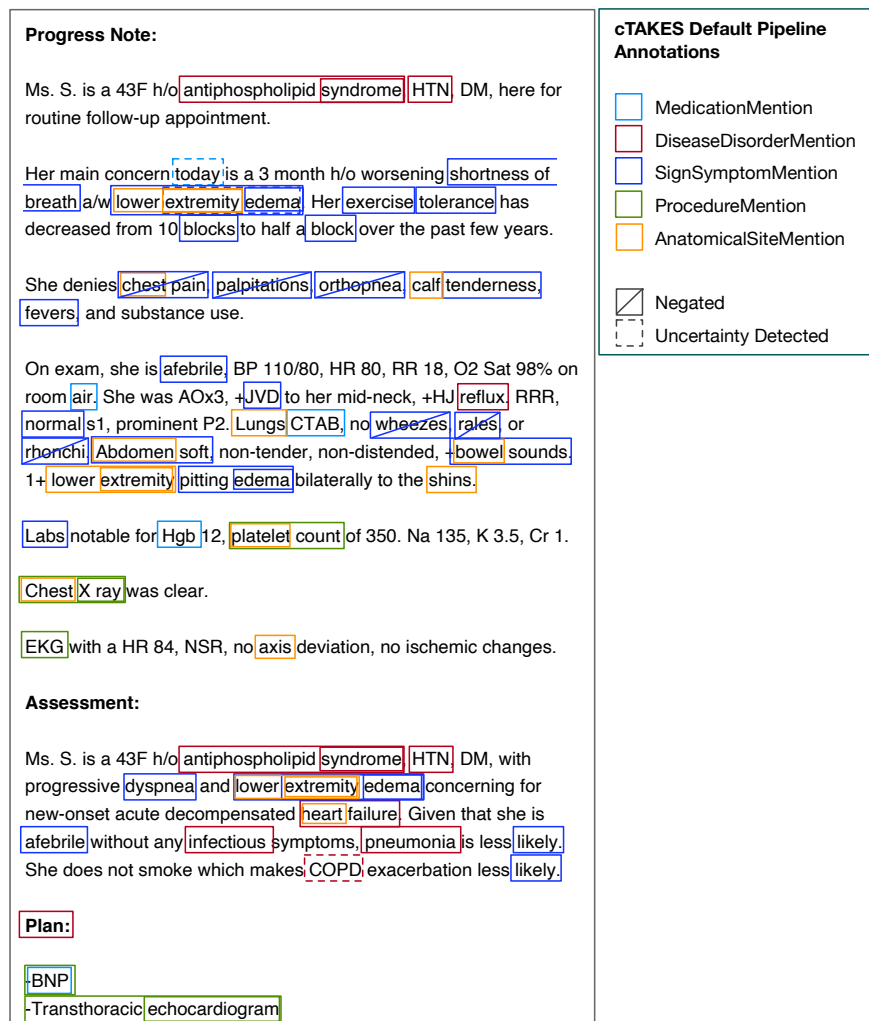 Progress Note:
Ms. S. is a 43F h/o antiphospholipid syndrome, HTN, DM, here for
routine follow-up appointment.
Her main concern today is a 3 month h/o worsening shortness of
breath a/w lower extremity edema. Her exercise tolerance has
decreased from 10 blocks to half a block over the past few years.
She denies chest pain, palpitations, orthopnea, calf tenderness,
fevers, and substance use.
On exam, she is afebrile, BP 110/80, HR 80, RR 18, O2 Sat 98% on
room air. She was AOx3, +JVD to her mid-neck, +HJ reflux. RRR,
normal s1, prominent P2. Lungs CTAB, no wheezes, rales, or
rhonchi. Abdomen soft, non-tender, non-distended, +bowel sounds.
1+ lower extremity pitting edema bilaterally to the shins.
Labs notable for Hgb 12, platelet count of 350. Na 135, K 3.5, Cr 1.
Chest X ray was clear.
EKG with a HR 84, NSR, no axis deviation, no ischemic changes.
Assessment:
Ms. S. is a 43F h/o antiphospholipid syndrome, HTN, DM, with
progressive dyspnea and lower extremity edema concerning for
new-onset acute decompensated heart failure. Given that she is
afebrile without any infectious symptoms, pneumonia is less likely.
She does not smoke which makes COPD exacerbation less likely.
Plan:
-BNP
-Transthoracic echocardiogram
cTAKES Default Pipeline
Annotations
MedicationMention
DiseaseDisorderMention
SignSymptomMention
ProcedureMention
AnatomicalSiteMention
Negated
Uncertainty Detected